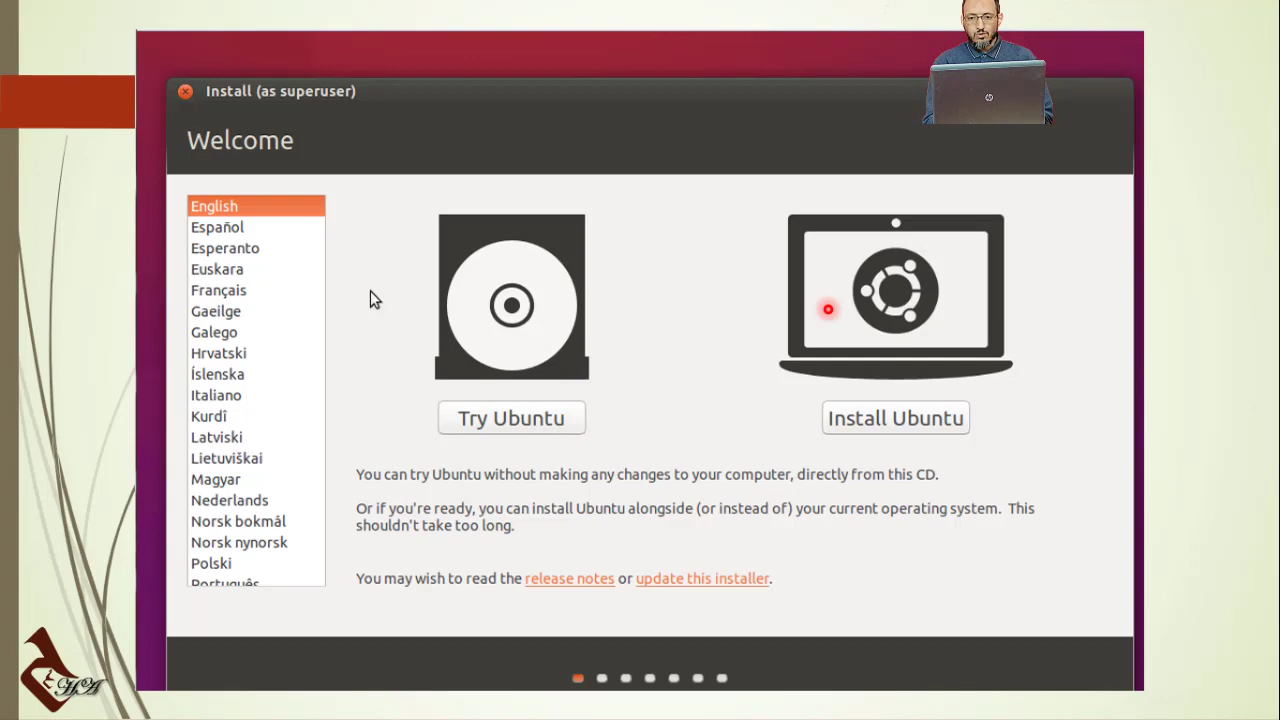 Install (as superuser)
Welcome
English
Español
Esperanto
Euskara
Français
Gaeilge
Galego
Hrvatski
Íslenska
Italiano
Kurdî
Latviski
Lietuviškai
Magyar
Nederlands
Norsk bokmål
Norsk nynorsk
Polski
Português
Try Ubuntu
Install Ubuntu
You can try Ubuntu without making any changes to your computer, directly from this CD.
Or if you're ready, you can install Ubuntu alongside (or instead of) your current operating system. This
shouldn't take too long.
You may wish to read the release notes or update this installer.
hp
HA